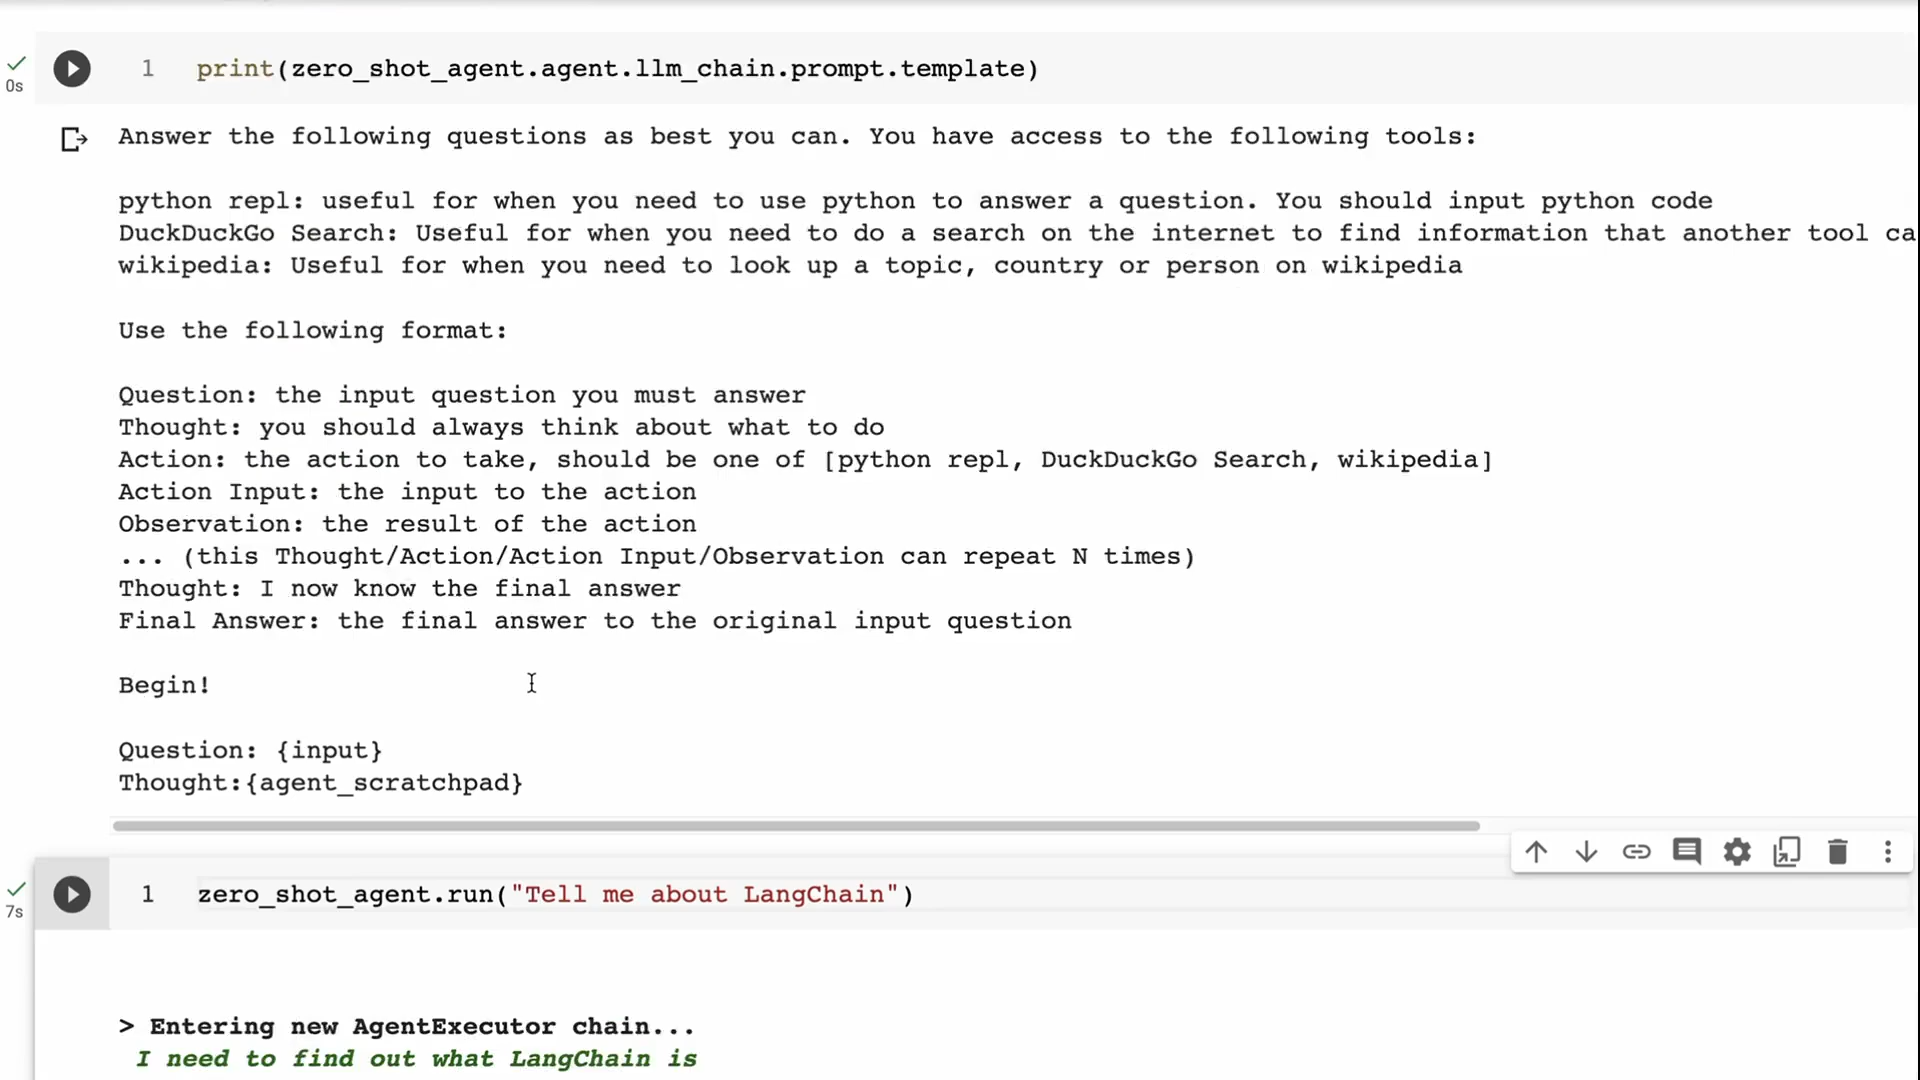 0s
1 print(zero_shot_agent.agent.llm_chain.prompt.template)
Answer the following questions as best you can. You have access to the following tools:
python repl: useful for when you need to use python to answer a question. You should input python code
DuckDuckGo Search: Useful for when you need to do a search on the internet to find information that another tool ca
wikipedia: Useful for when you need to look up a topic, country or person on wikipedia
Use the following format:
Question: the input question you must answer
Thought: you should always think about what to do
Action: the action to take, should be one of [python repl, DuckDuckGo Search, wikipedia]
Action Input: the input to the action
Observation: the result of the action
... (this Thought/Action/Action Input/Observation can repeat N times)
Thought: I now know the final answer
Final Answer: the final answer to the original input question
Begin!
Question: {input}
Thought:{agent_scratchpad}
7s
1 zero_shot_agent.run("Tell me about LangChain")
> Entering new AgentExecutor chain...
I need to find out what LangChain is